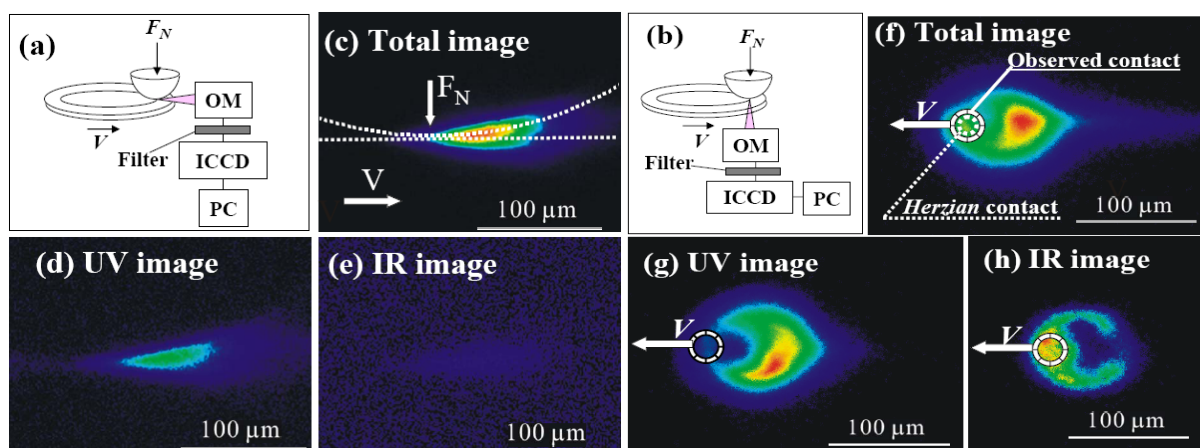 (a)
F_N
OM
V
Filter
ICCD
PC
(c) Total image
F_N
V
100 μm
(b)
F_N
V
OM
Filter
ICCD
PC
(f) Total image
Observed contact
V
Herzian contact
100 μm
(d) UV image
100 μm
(e) IR image
100 μm
(g) UV image
V
100 μm
(h) IR image
V
100 μm